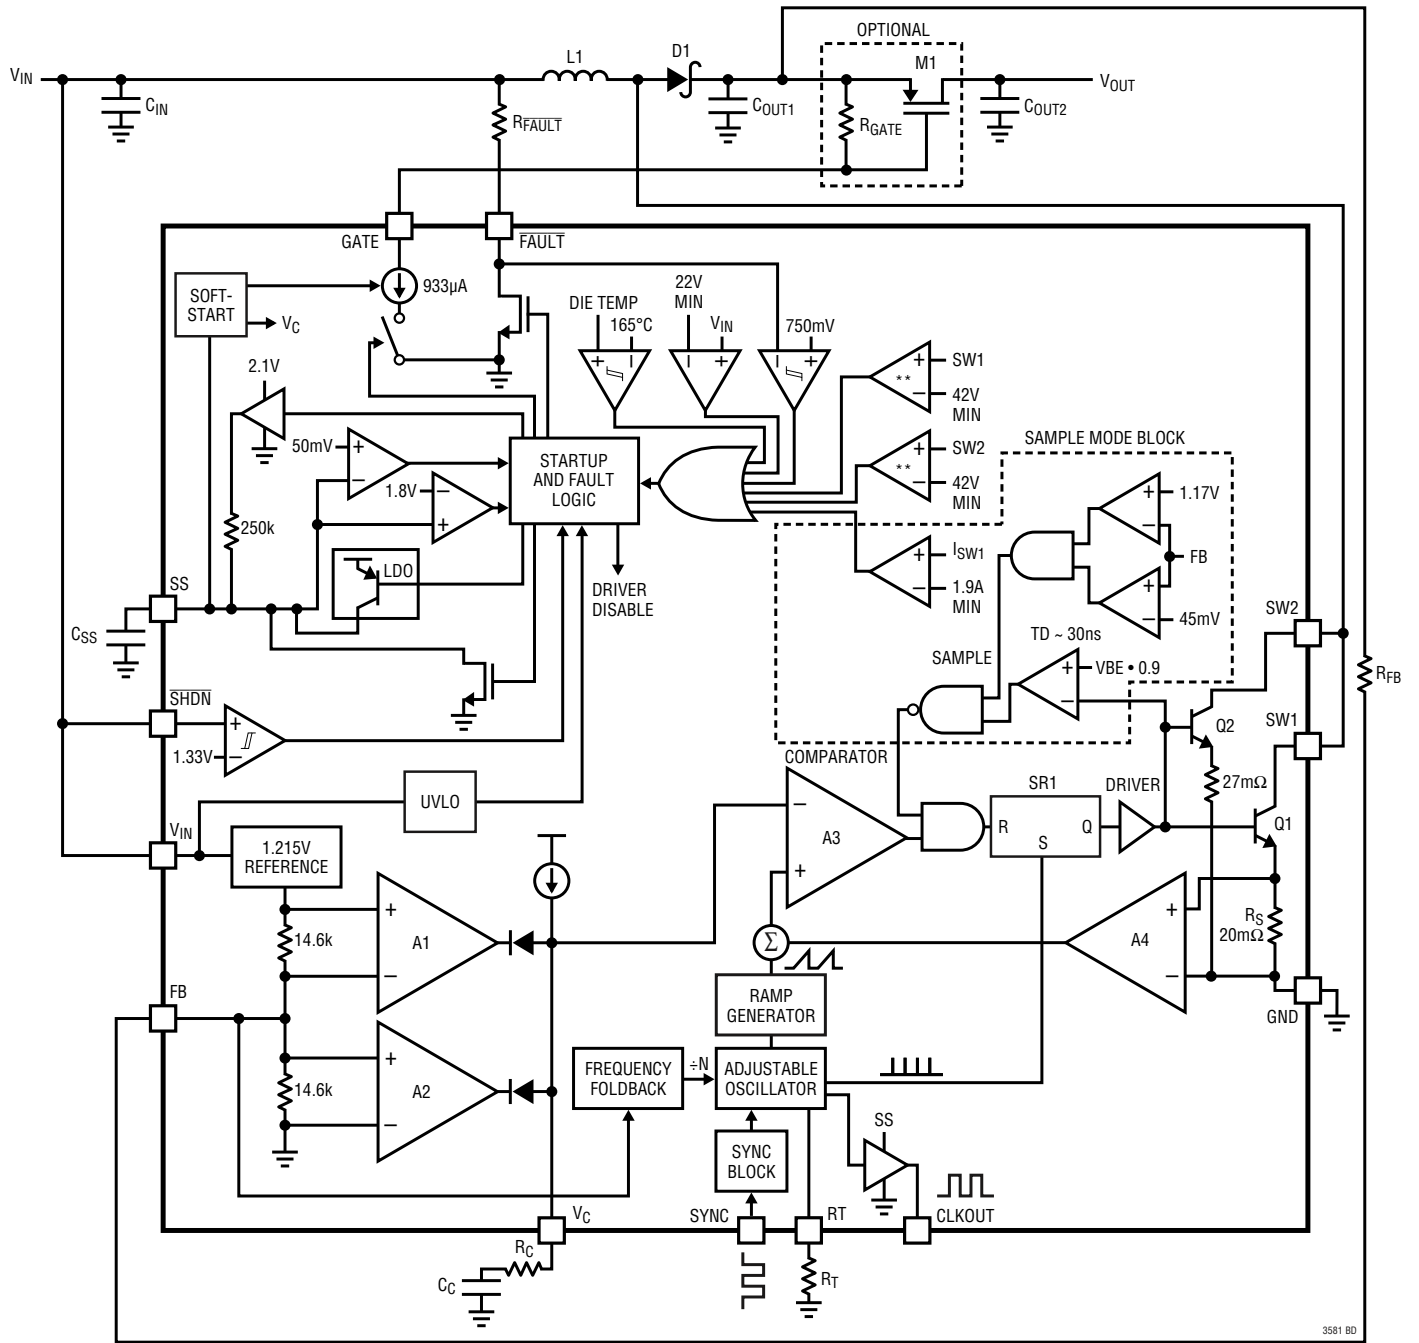 OPTIONAL
L1
D1
M1
VIN
VOUT
CIN
RFAULT
COUT1
RGATE
COUT2
GATE
FAULT
SOFT-
START
933µA
VC
DIE TEMP
165°C
22V
MIN
VIN
750mV
+
−
−
+
−
+
2.1V
SW1
+
**
−
42V
MIN
50mV
+
−
STARTUP
AND FAULT
LOGIC
SW2
+
**
−
42V
MIN
SAMPLE MODE BLOCK
1.8V
−
+
250k
1.17V
+
−
FB
ISW1
+
−
1.9A
MIN
LDO
DRIVER
DISABLE
+
−
45mV
SS
CSS
SW2
TD ~ 30ns
SAMPLE
+
−
VBE • 0.9
RFB
SHDN
+
1.33V
−
Q2
SW1
COMPARATOR
27mΩ
UVLO
SR1
DRIVER
−
A3
+
R
S
Q
Q1
VIN
1.215V
REFERENCE
+
A1
−
14.6k
RS
20mΩ
+
A4
−
Σ
FB
RAMP
GENERATOR
GND
+
A2
−
14.6k
FREQUENCY
FOLDBACK
÷N
ADJUSTABLE
OSCILLATOR
SS
SYNC
BLOCK
VC
SYNC
RT
CLKOUT
RC
CC
RT
3581 BD